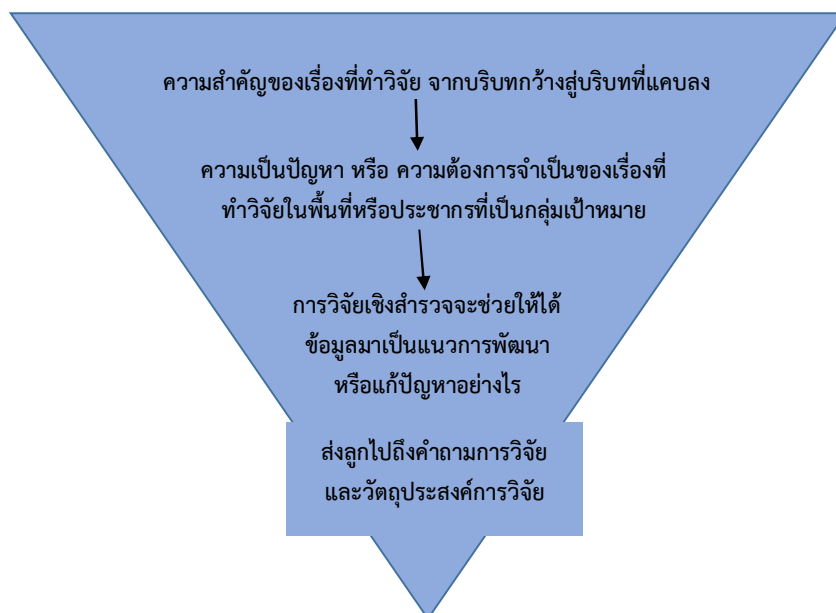 ความสำคัญของเรื่องที่ทำวิจัย จากบริบทกว้างสู่บริบทที่แคบลง
ความเป็นปัญหา หรือ ความต้องการจำเป็นของเรื่องที่
ทำวิจัยในพื้นที่หรือประชากรที่เป็นกลุ่มเป้าหมาย
การวิจัยเชิงสำรวจจะช่วยให้ได้
ข้อมูลมาเป็นแนวการพัฒนา
หรือแก้ปัญหาอย่างไร
ส่งลูกไปถึงคำถามการวิจัย
และวัตถุประสงค์การวิจัย